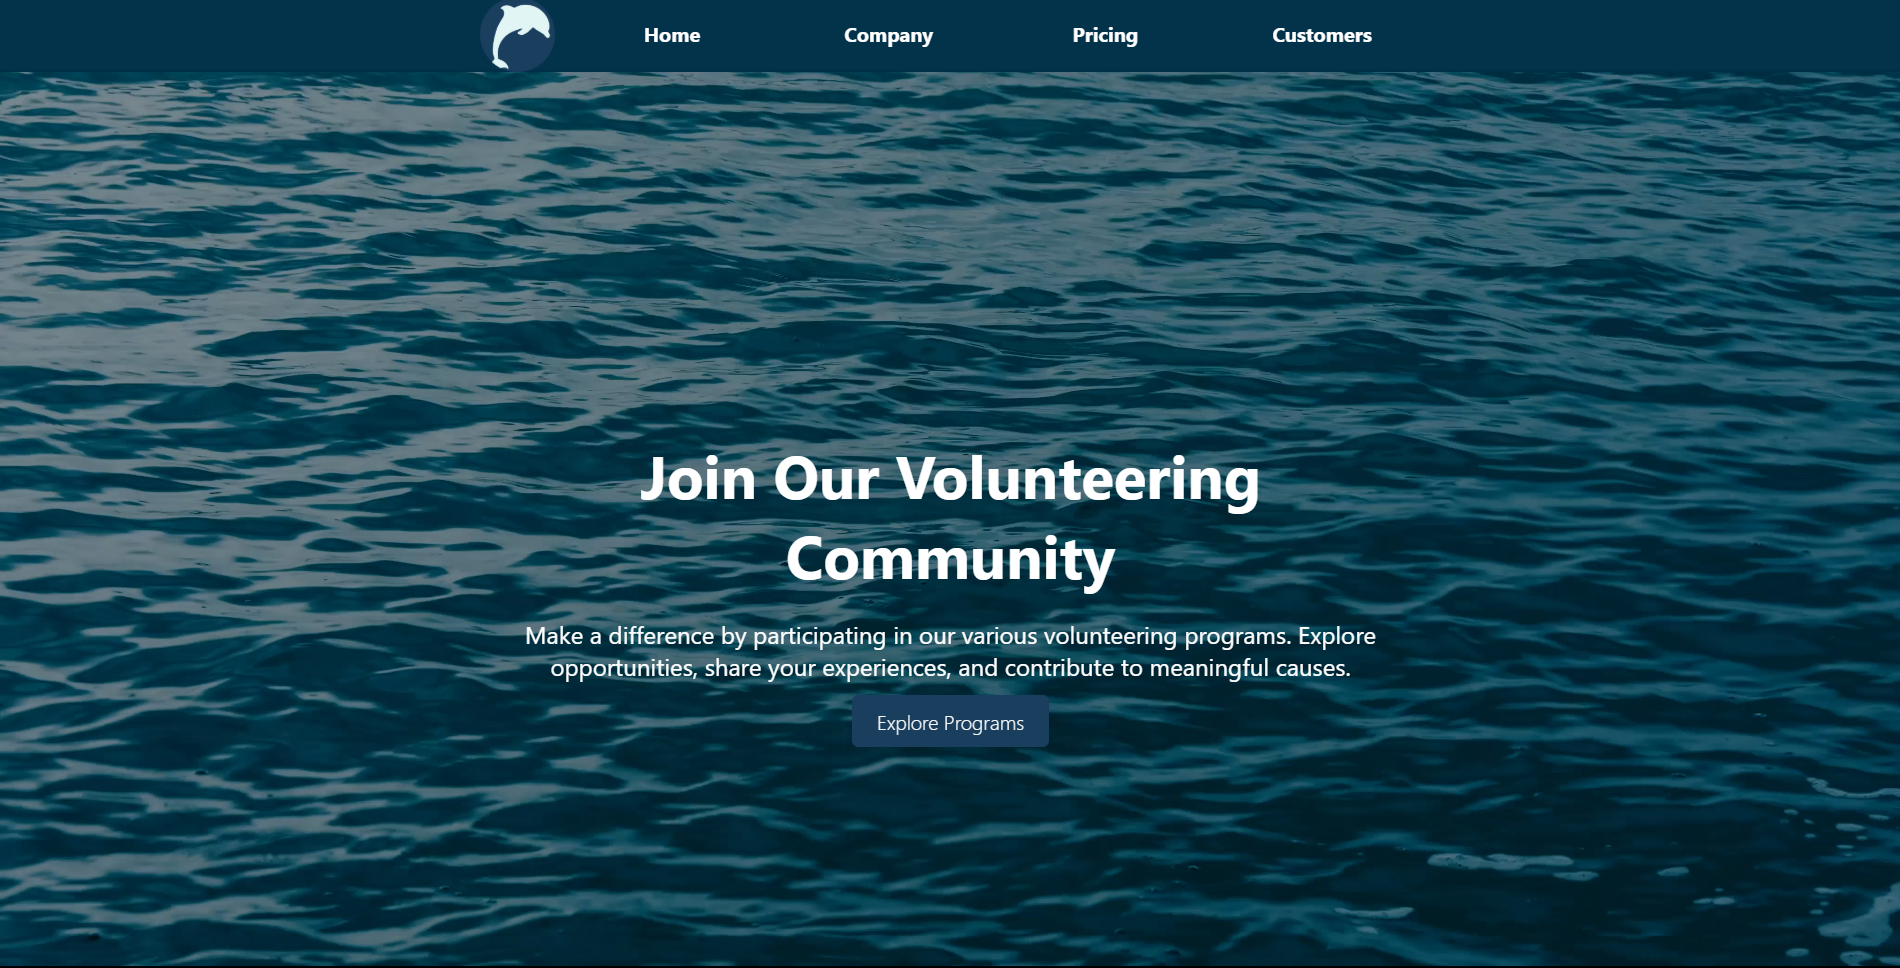 Home Company Pricing Customers
Join Our Volunteering
Community
Make a difference by participating in our various volunteering programs. Explore
opportunities, share your experiences, and contribute to meaningful causes.
Explore Programs